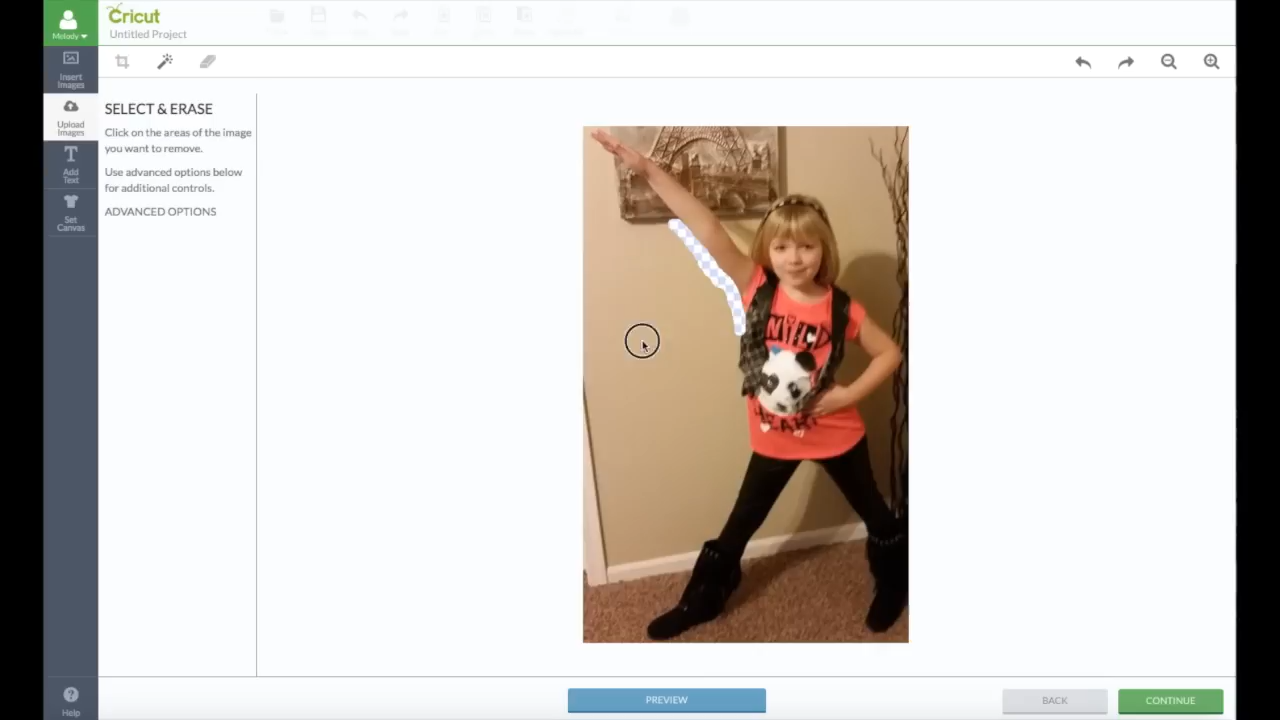 Cricut
Untitled Project
Melody
Insert
Images
Upload
Images
Add
Text
Set
Canvas
Help
SELECT & ERASE
Click on the areas of the image
you want to remove.
Use advanced options below
for additional controls.
ADVANCED OPTIONS
WILD
HEART
PREVIEW
BACK
CONTINUE